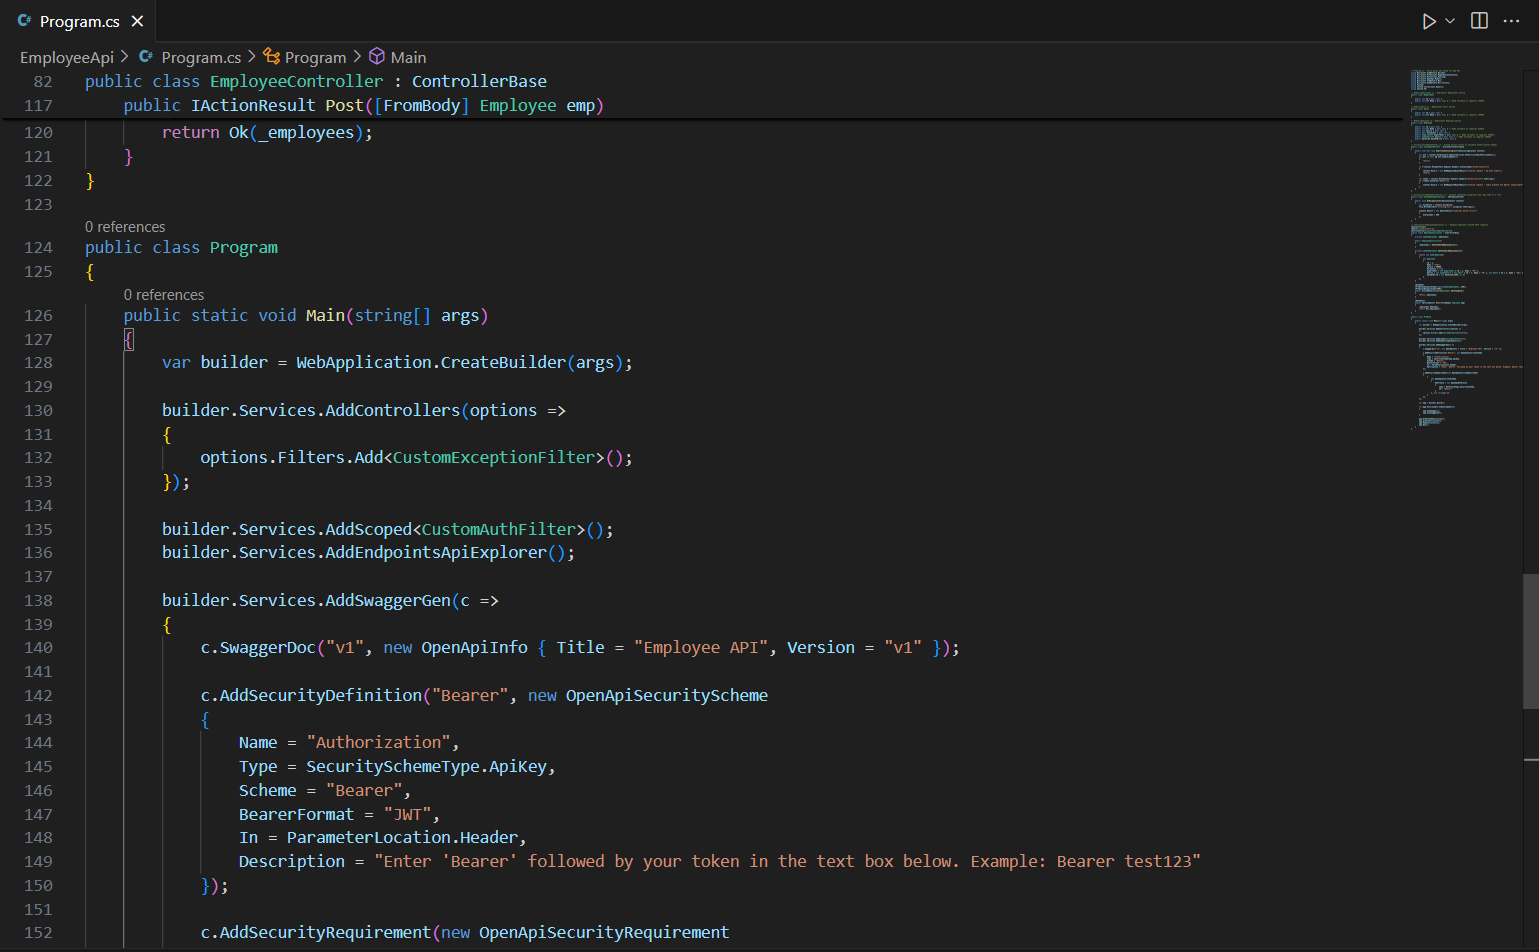 Program.cs
EmployeeApi > Program.cs > Program > Main
82 public class EmployeeController : ControllerBase
117 public IActionResult Post([FromBody] Employee emp)
120 return Ok(_employees);
121 }
122 }
123
0 references
124 public class Program
125 {
0 references
126 public static void Main(string[] args)
127 {
128 var builder = WebApplication.CreateBuilder(args);
129
130 builder.Services.AddControllers(options =>
131 {
132 options.Filters.Add<CustomExceptionFilter>();
133 });
134
135 builder.Services.AddScoped<CustomAuthFilter>();
136 builder.Services.AddEndpointsApiExplorer();
137
138 builder.Services.AddSwaggerGen(c =>
139 {
140 c.SwaggerDoc("v1", new OpenApiInfo { Title = "Employee API", Version = "v1" });
141
142 c.AddSecurityDefinition("Bearer", new OpenApiSecurityScheme
143 {
144 Name = "Authorization",
145 Type = SecuritySchemeType.ApiKey,
146 Scheme = "Bearer",
147 BearerFormat = "JWT",
148 In = ParameterLocation.Header,
149 Description = "Enter 'Bearer' followed by your token in the text box below. Example: Bearer test123"
150 });
151
152 c.AddSecurityRequirement(new OpenApiSecurityRequirement